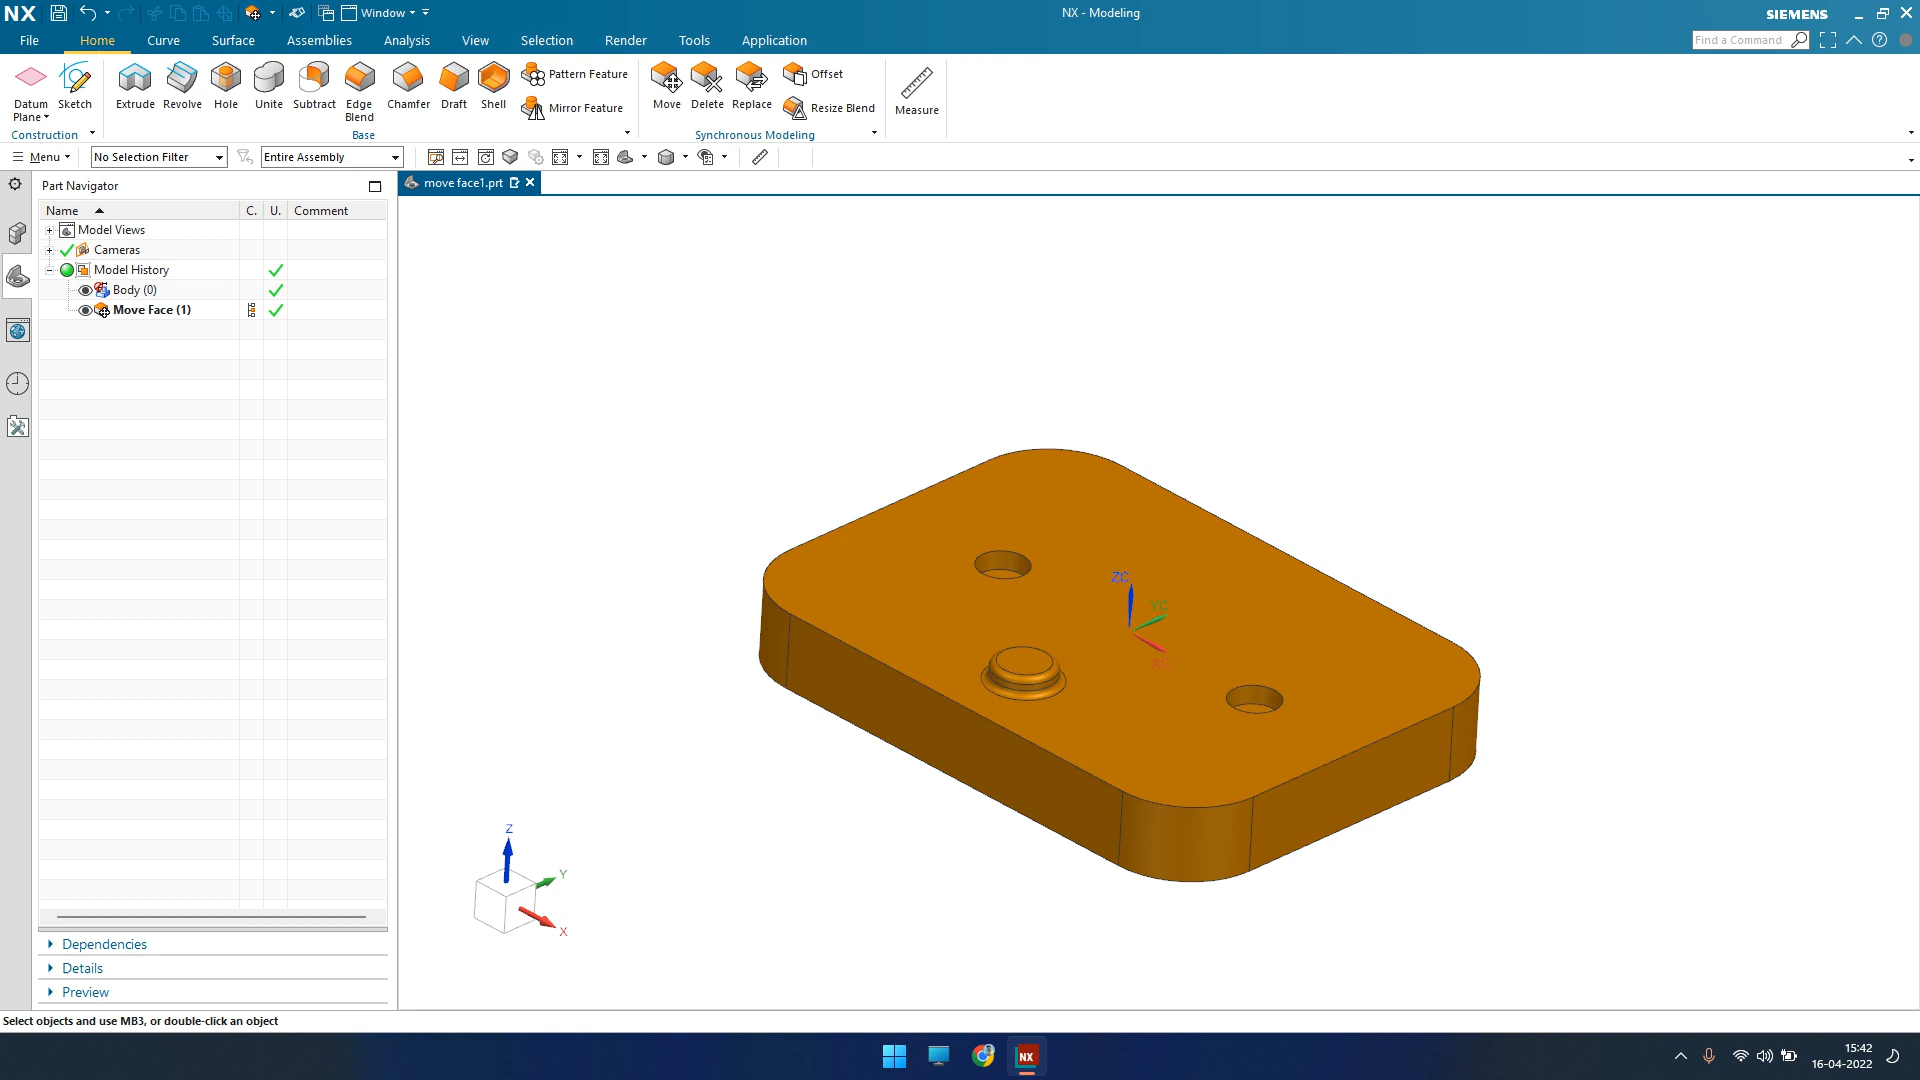 NX Window NX - Modeling SIEMENS
File Home Curve Surface Assemblies Analysis View Selection Render Tools Application Find a Command
Datum Plane Sketch Extrude Revolve Hole Unite Subtract Edge Blend Chamfer Draft Shell Pattern Feature Mirror Feature Move Delete Replace Offset Resize Blend Measure
Construction Base Synchronous Modeling
Menu No Selection Filter Entire Assembly
Part Navigator move face1.prt
Name C. U. Comment
Model Views
Cameras
Model History
Body (0)
Move Face (1)
ZC
YC
XC
Z
Y
X
Dependencies
Details
Preview
Select objects and use MB3, or double-click an object
NX
15:42
16-04-2022